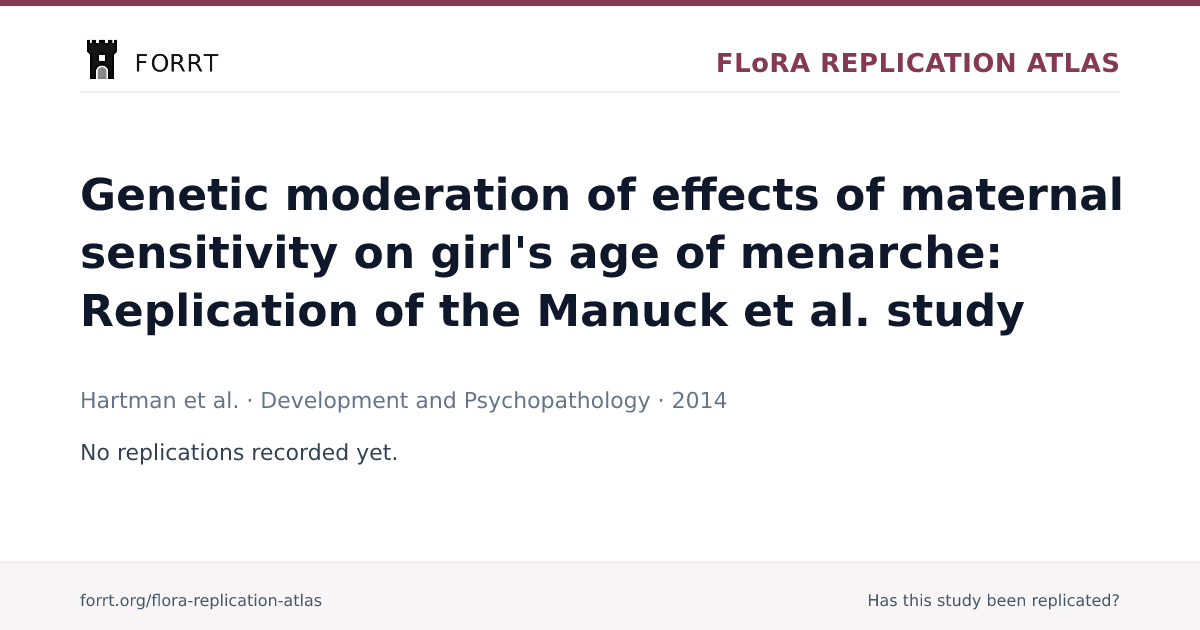 FORRT
FLoRA REPLICATION ATLAS
Genetic moderation of effects of maternal
sensitivity on girl's age of menarche:
Replication of the Manuck et al. study
Hartman et al. · Development and Psychopathology · 2014
No replications recorded yet.
forrt.org/flora-replication-atlas
Has this study been replicated?